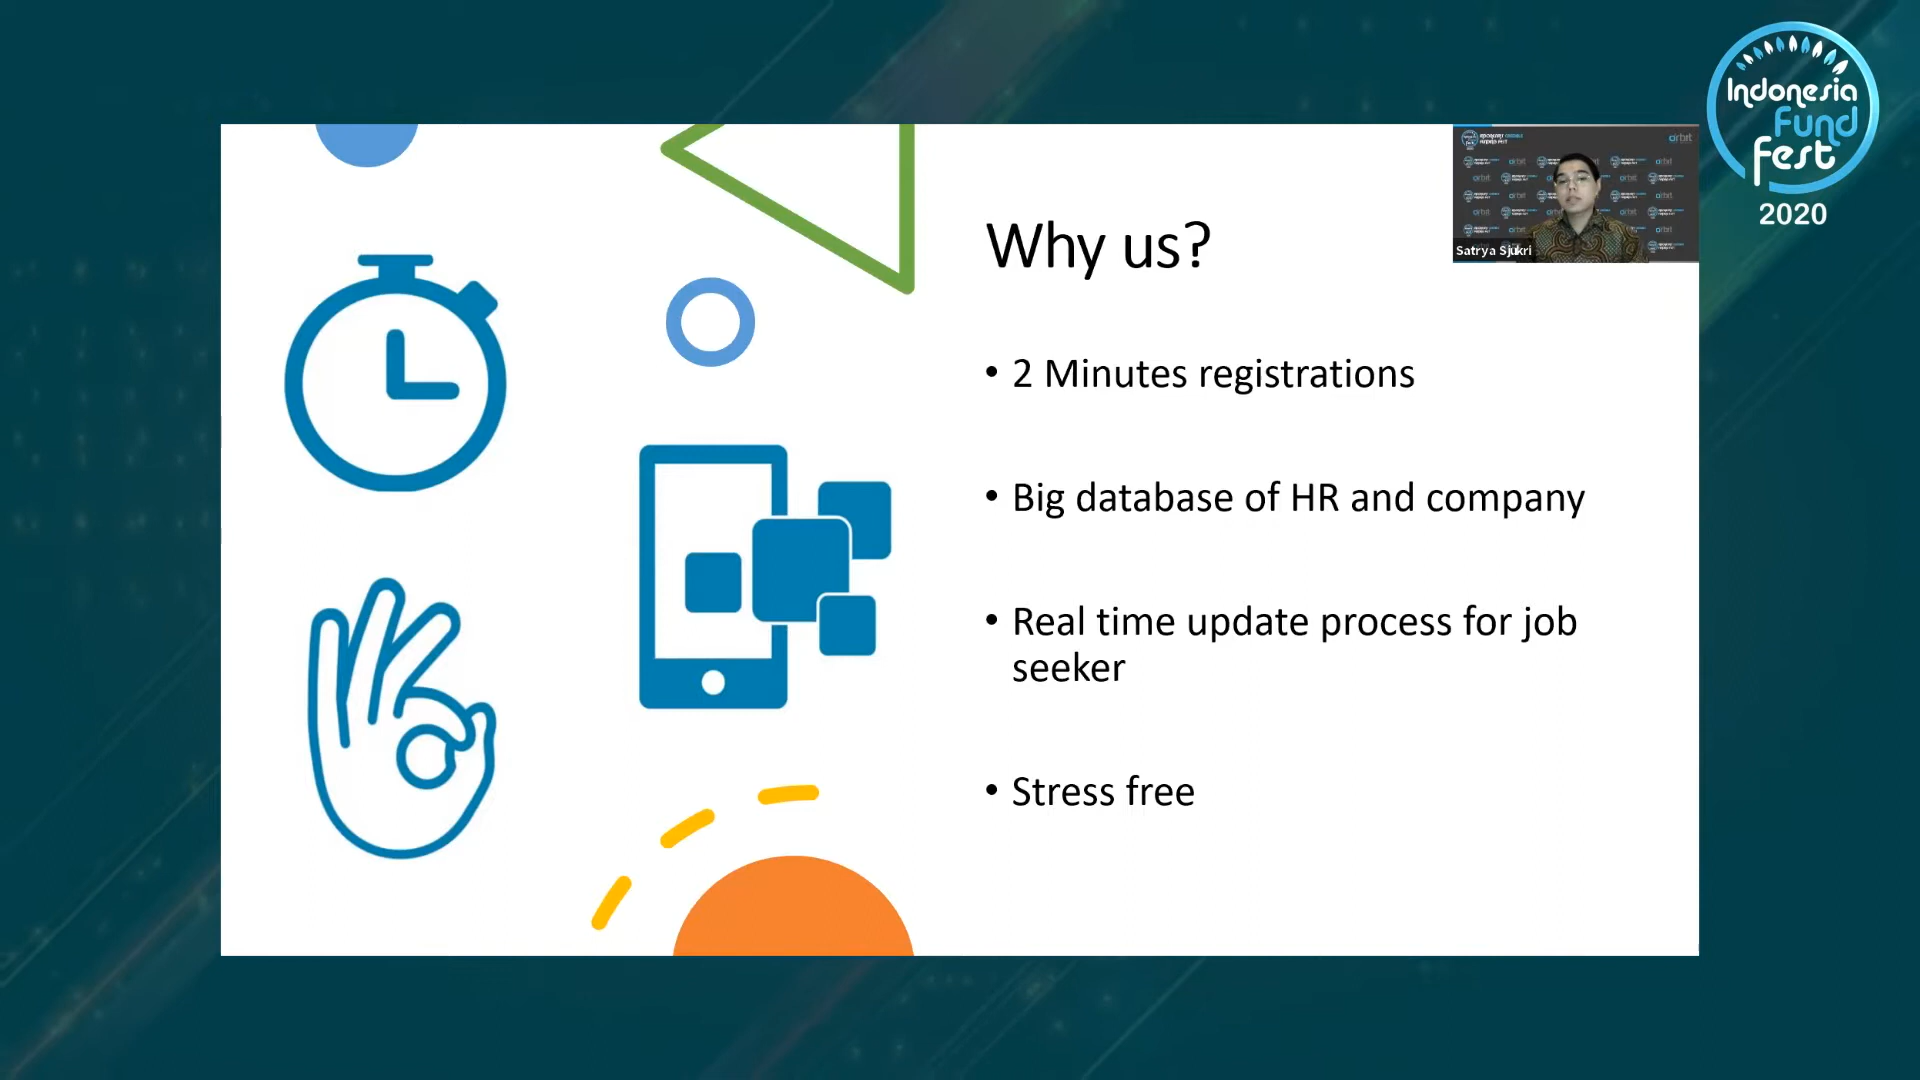 Indonesia
Fund
Fest
2020
Why us?
• 2 Minutes registrations
• Big database of HR and company
• Real time update process for job
seeker
• Stress free
Satrya Sjukri
orbit